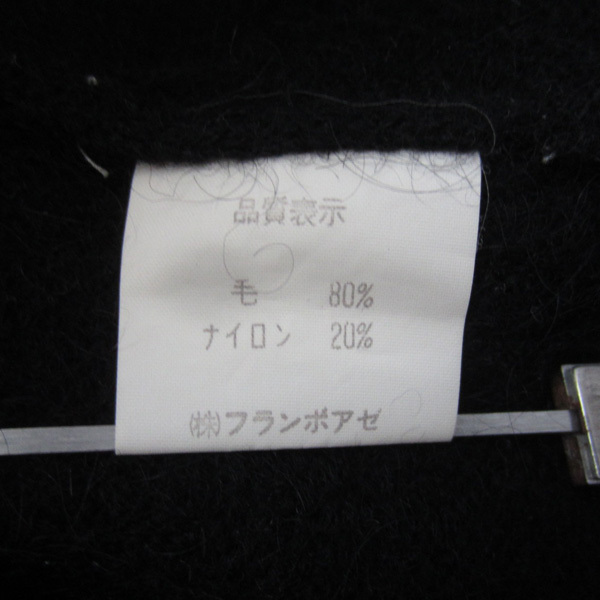 品質表示
毛 80%
ナイロン 20%
(株)フランボアゼ